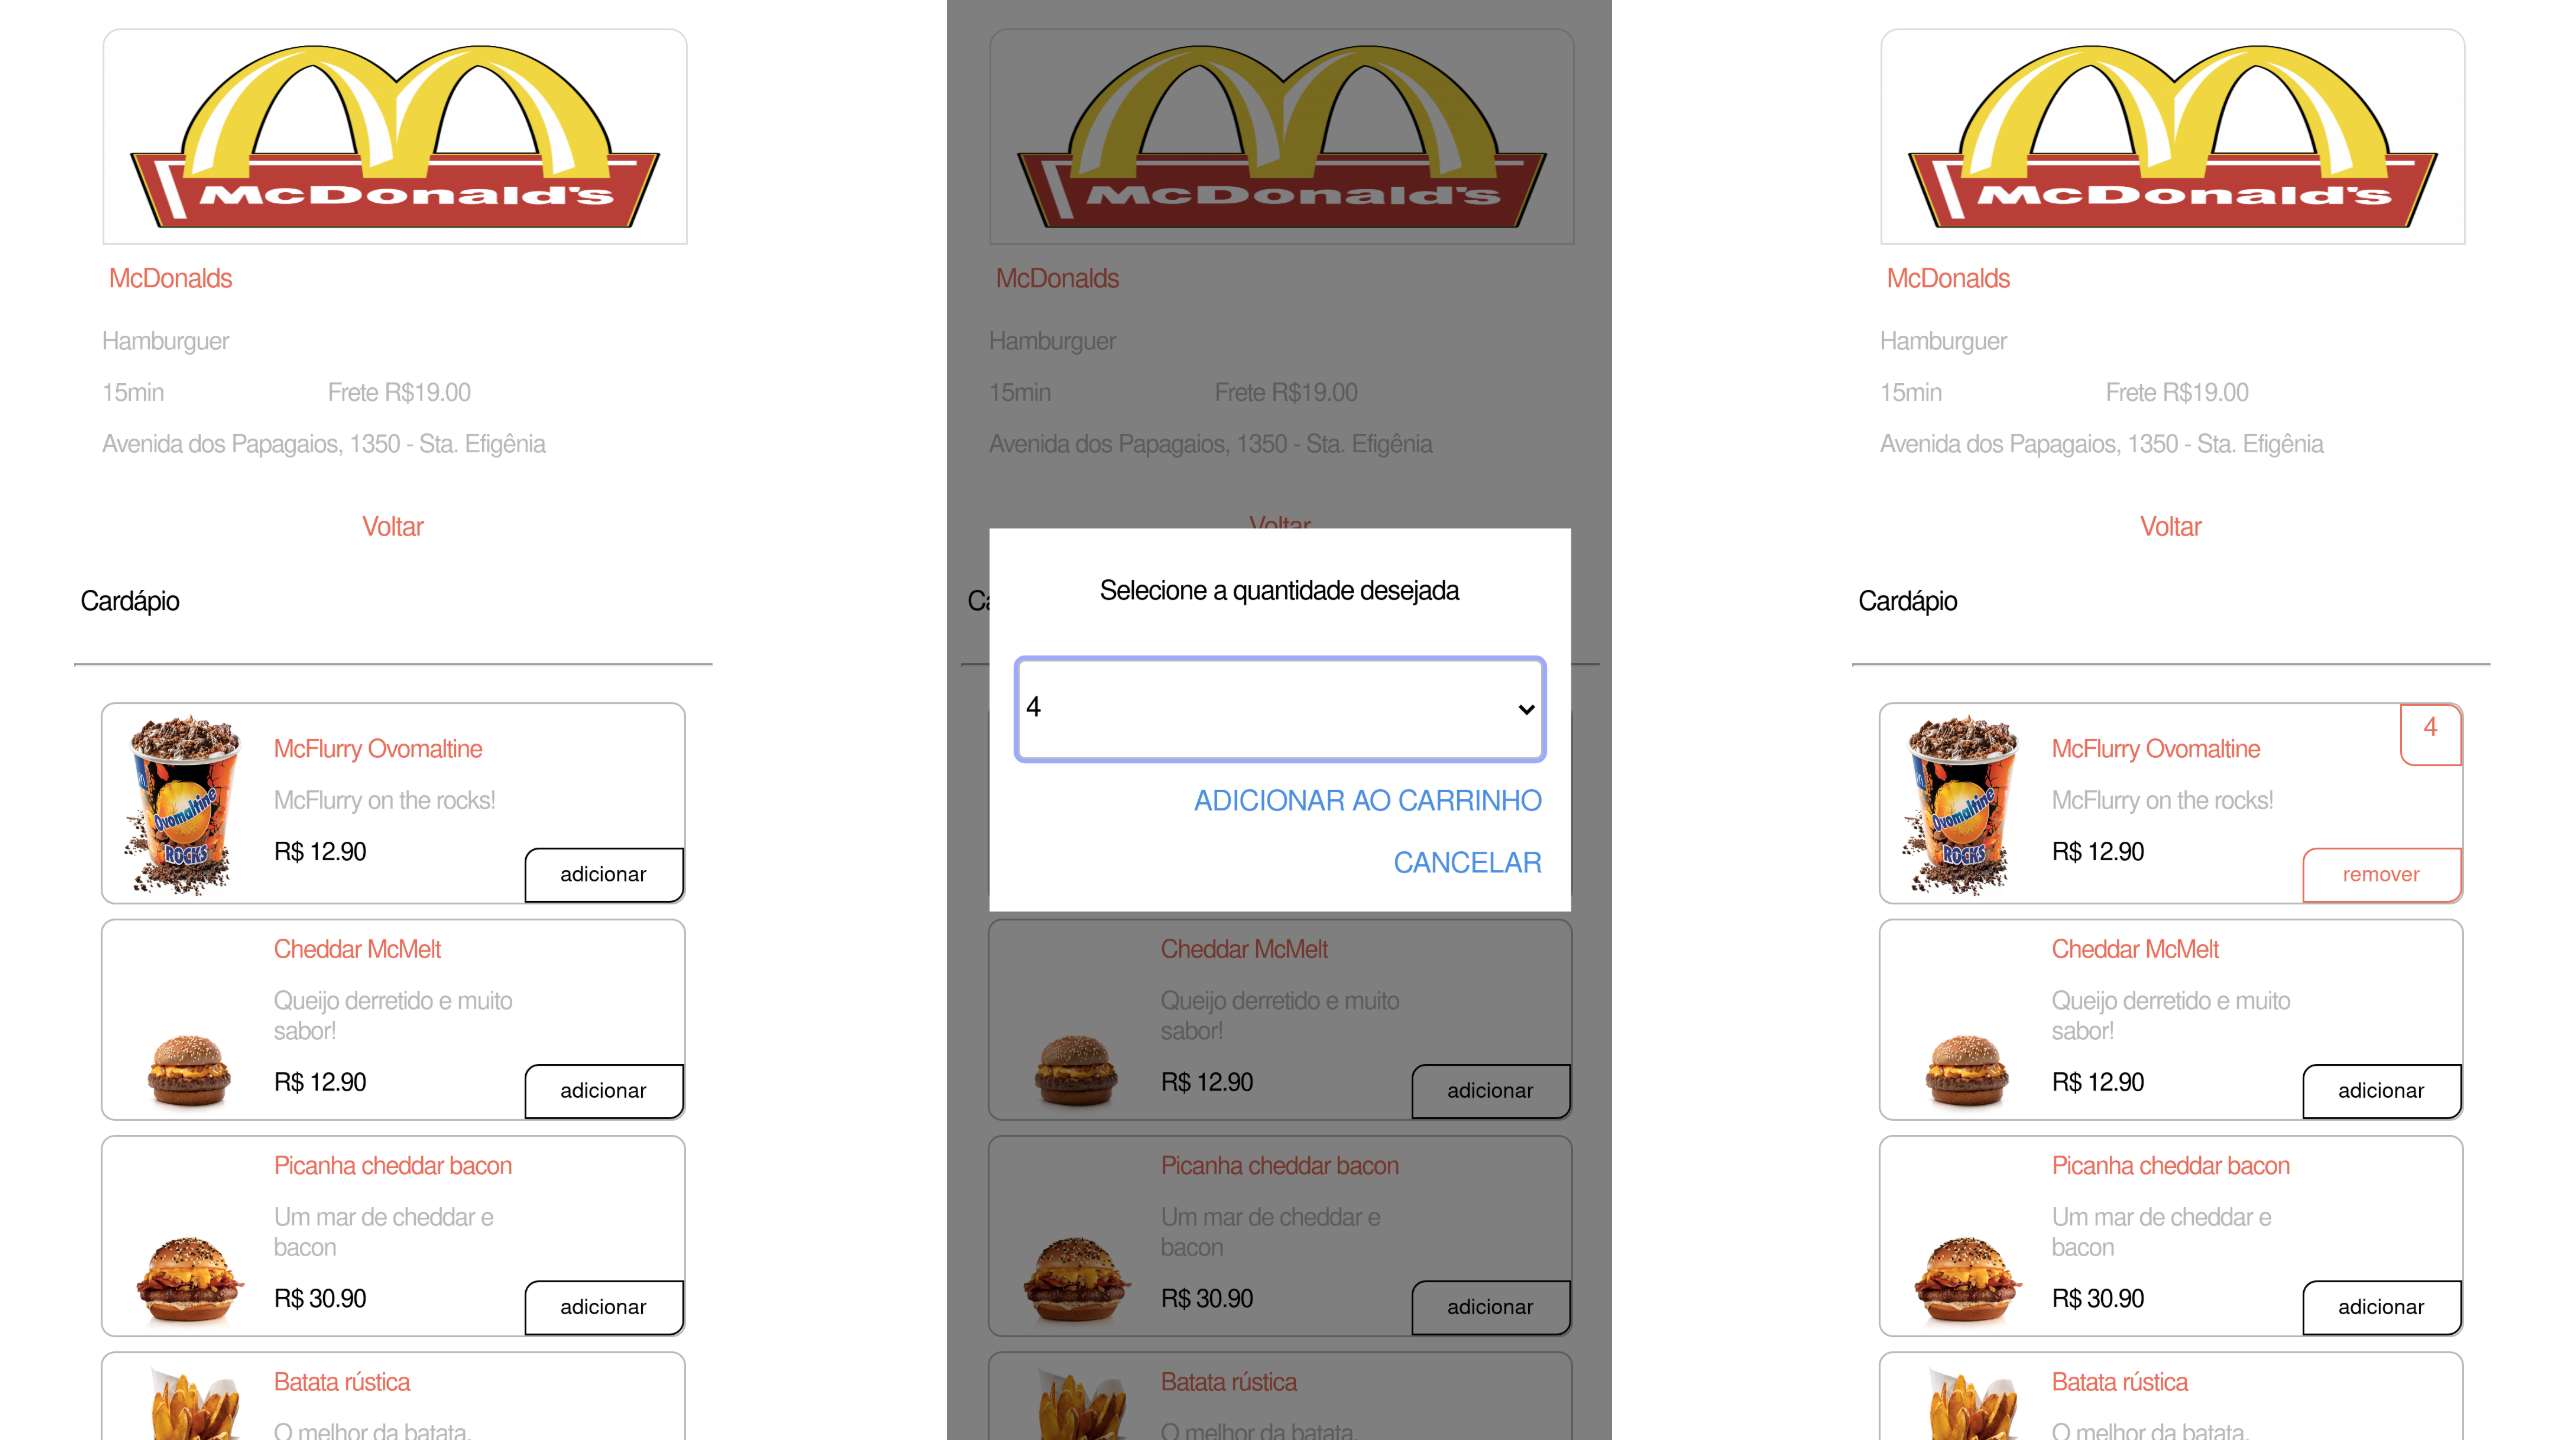 McDonald's
McDonalds
Hamburguer
15min Frete R$19.00
Avenida dos Papagaios, 1350 - Sta. Efigênia
Voltar
Cardápio
Ovomaltine
ROCKS
McFlurry Ovomaltine
McFlurry on the rocks!
R$ 12.90
adicionar
Cheddar McMelt
Queijo derretido e muito
sabor!
R$ 12.90
adicionar
Picanha cheddar bacon
Um mar de cheddar e
bacon
R$ 30.90
adicionar
Batata rústica
O melhor da batata,
McDonald's
McDonalds
Hamburguer
15min Frete R$19.00
Avenida dos Papagaios, 1350 - Sta. Efigênia
Voltar
Selecione a quantidade desejada
4
ADICIONAR AO CARRINHO
CANCELAR
Cheddar McMelt
Queijo derretido e muito
sabor!
R$ 12.90
adicionar
Picanha cheddar bacon
Um mar de cheddar e
bacon
R$ 30.90
adicionar
Batata rústica
O melhor da batata,
McDonald's
McDonalds
Hamburguer
15min Frete R$19.00
Avenida dos Papagaios, 1350 - Sta. Efigênia
Voltar
Cardápio
Ovomaltine
ROCKS
4
McFlurry Ovomaltine
McFlurry on the rocks!
R$ 12.90
remover
Cheddar McMelt
Queijo derretido e muito
sabor!
R$ 12.90
adicionar
Picanha cheddar bacon
Um mar de cheddar e
bacon
R$ 30.90
adicionar
Batata rústica
O melhor da batata,